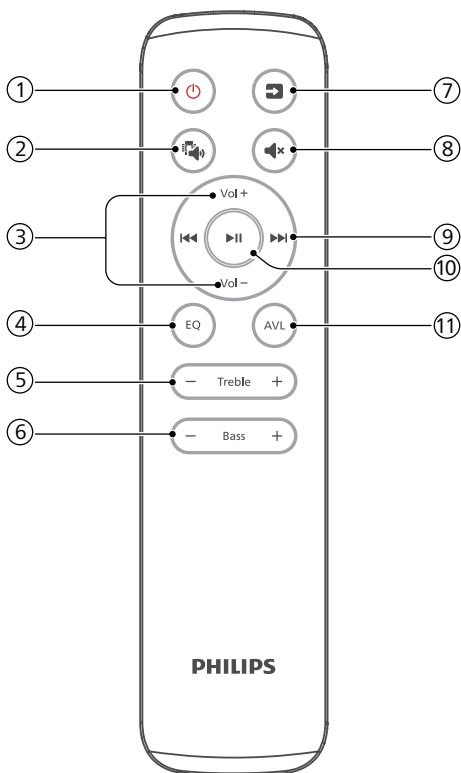 ①
⑦
②
⑧
Vol +
③
⑨
⑩
Vol −
④
EQ
AVL
⑪
⑤
− Treble +
⑥
− Bass +
PHILIPS